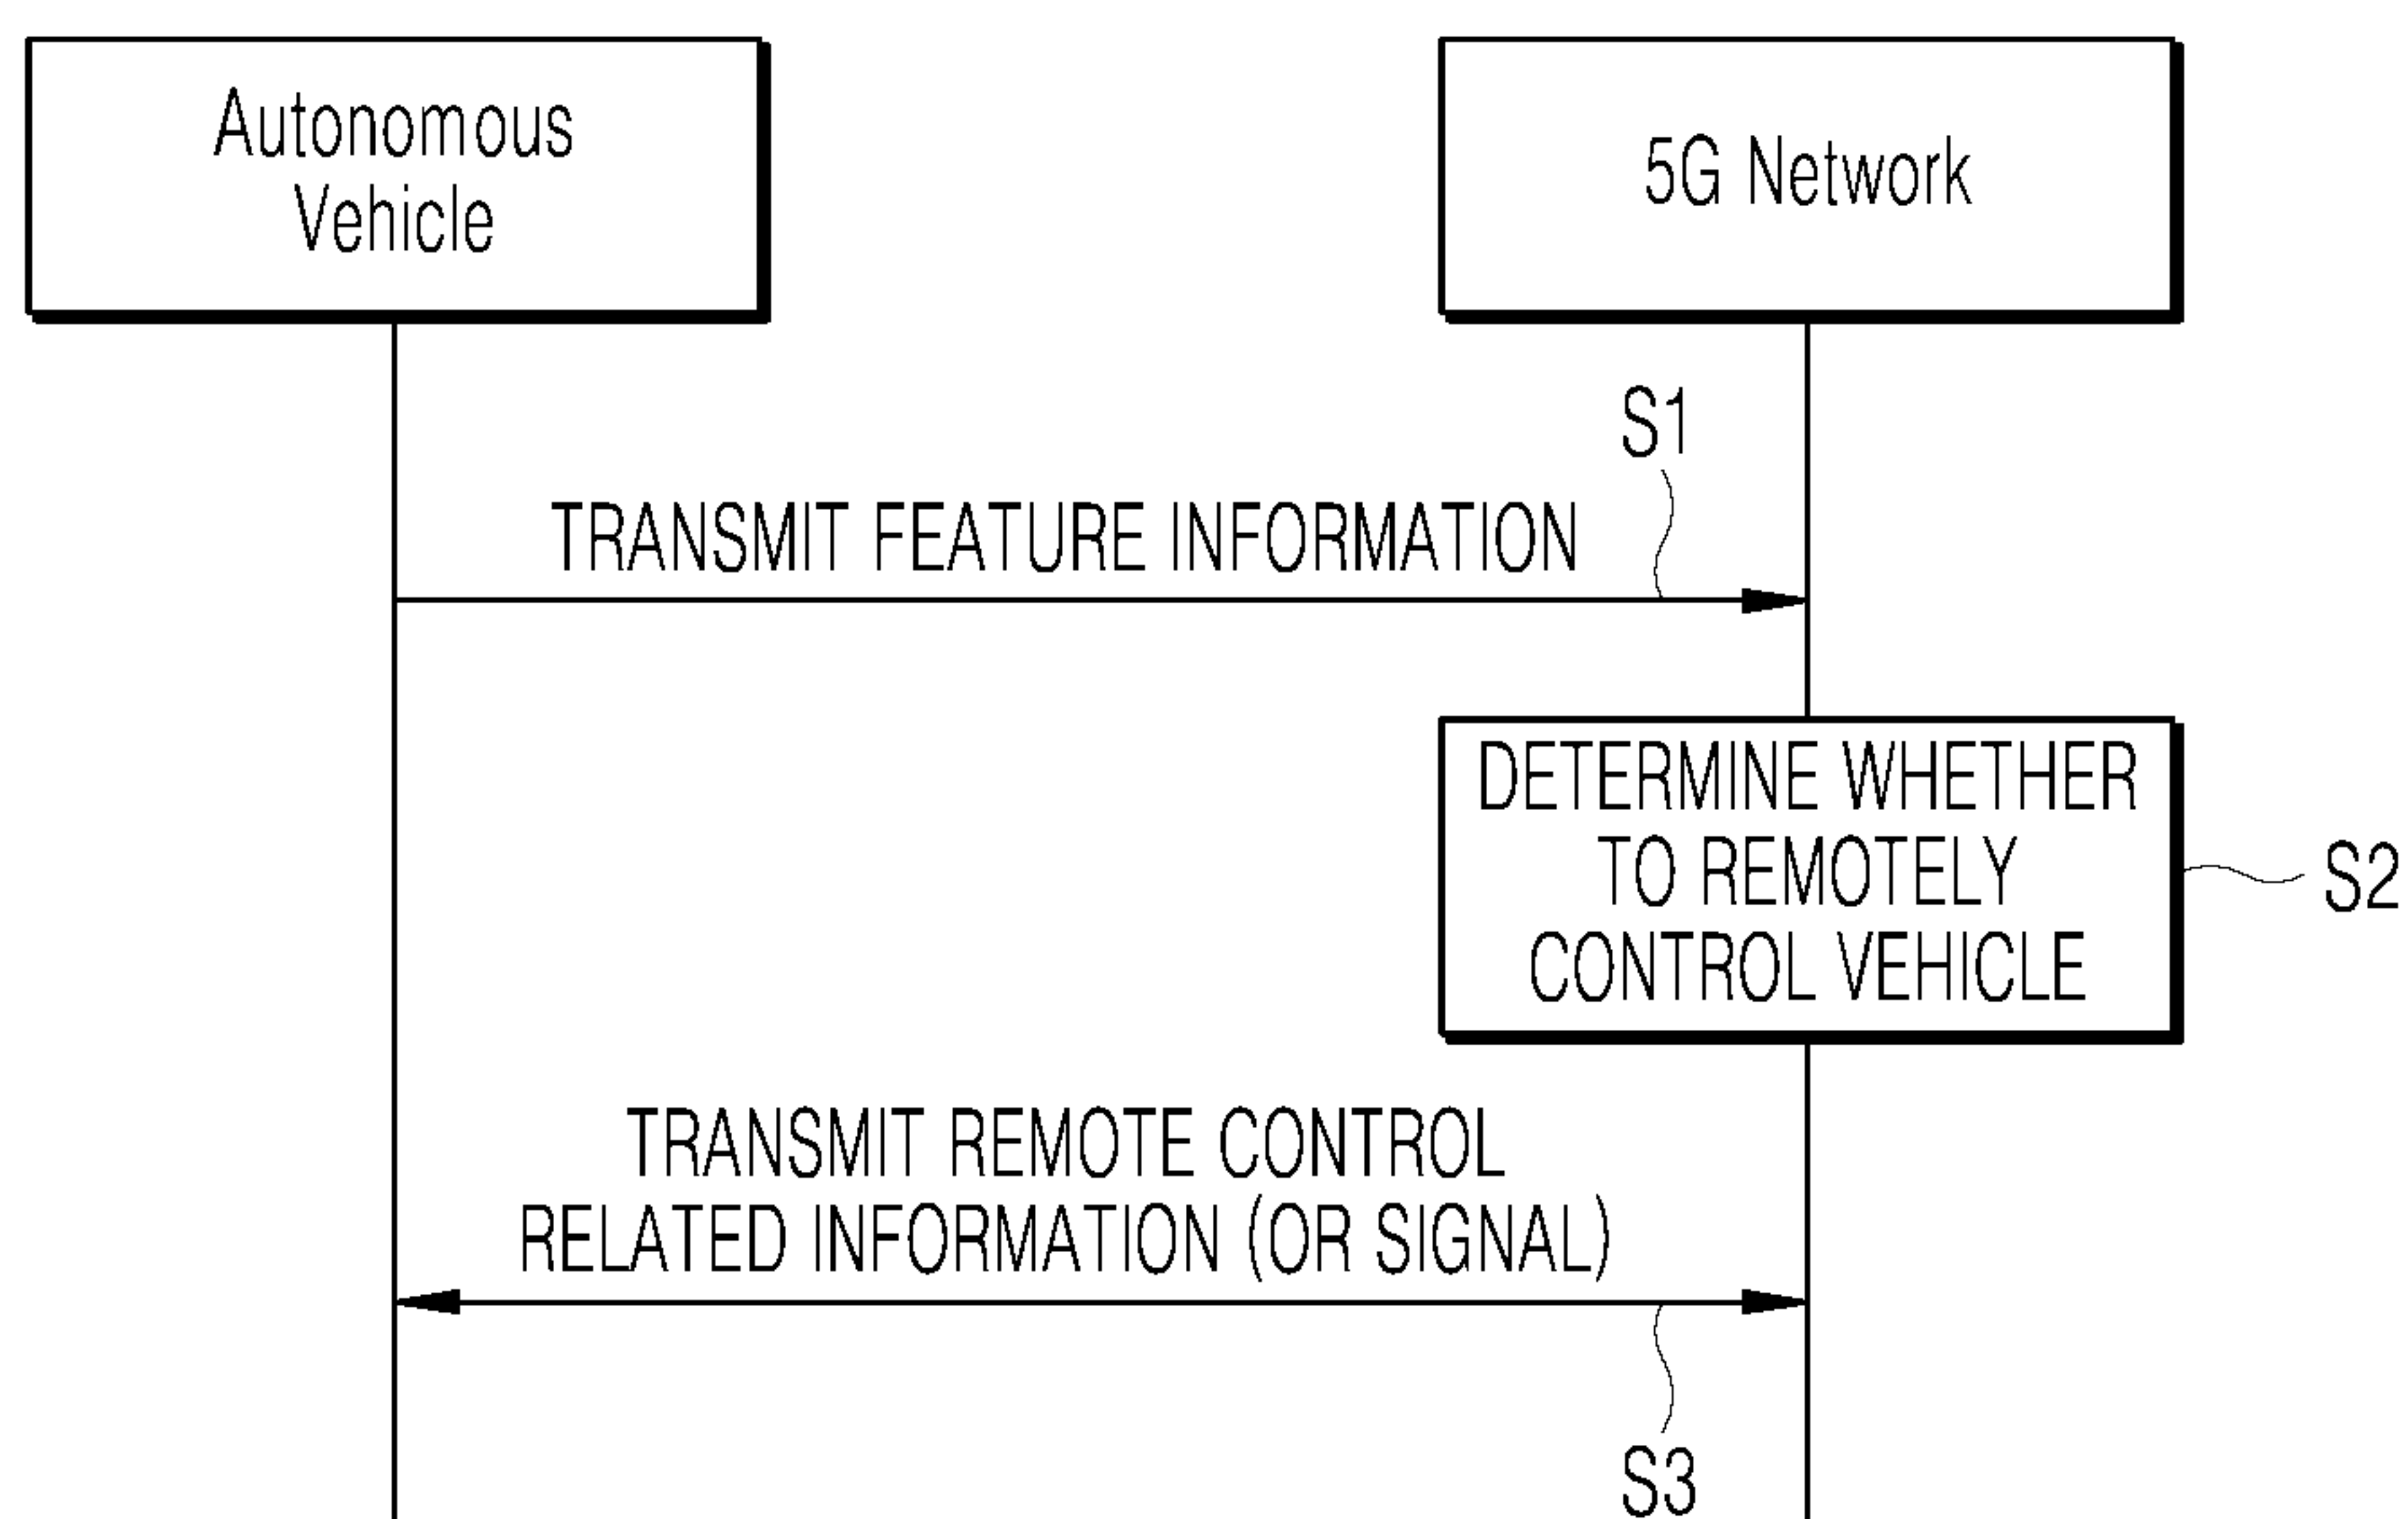 Autonomous
Vehicle
5G Network
S1
TRANSMIT FEATURE INFORMATION
DETERMINE WHETHER
TO REMOTELY
CONTROL VEHICLE
S2
TRANSMIT REMOTE CONTROL
RELATED INFORMATION (OR SIGNAL)
S3